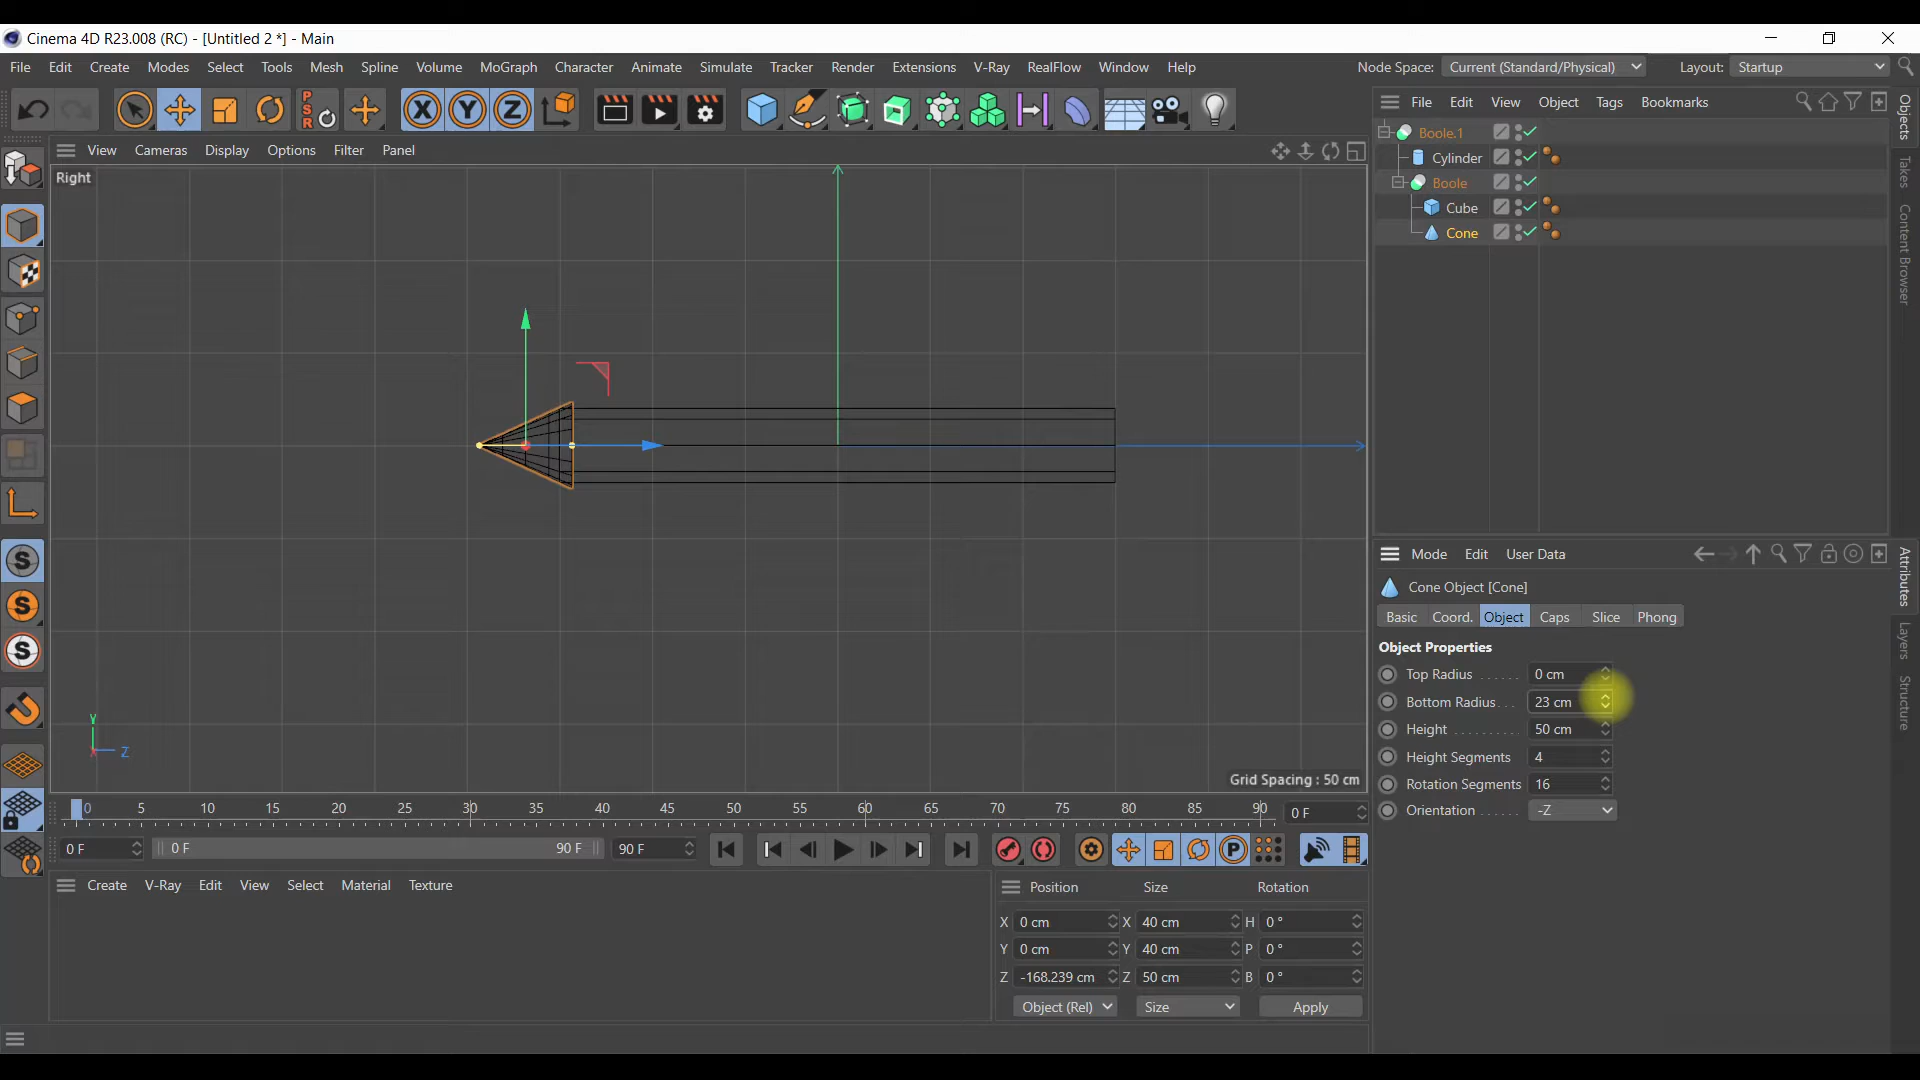 Cinema 4D R23.008 (RC) - [Untitled 2 *] - Main
File Edit Create Modes Select Tools Mesh Spline Volume MoGraph Character Animate Simulate Tracker Render Extensions V-Ray RealFlow Window Help Node Space: Current (Standard/Physical) Layout: Startup
PSR X Y Z
File Edit View Object Tags Bookmarks
View Cameras Display Options Filter Panel
Right
Boole.1
Cylinder
Boole
Cube
Cone
Objects
Takes
Content Browser
Mode Edit User Data
Cone Object [Cone]
Basic Coord. Object Caps Slice Phong
Object Properties
Top Radius 0 cm
Bottom Radius 23 cm
Height 50 cm
Height Segments 4
Rotation Segments 16
Orientation -Z
Attributes
Layers
Structure
S
S
S
Y
X Z
Grid Spacing : 50 cm
0 5 10 15 20 25 30 35 40 45 50 55 60 65 70 75 80 85 90 0 F
0 F 0 F 90 F 90 F P
Create V-Ray Edit View Select Material Texture
Position Size Rotation
X 0 cm X 40 cm H 0 °
Y 0 cm Y 40 cm P 0 °
Z -168.239 cm Z 50 cm B 0 °
Object (Rel) Size Apply